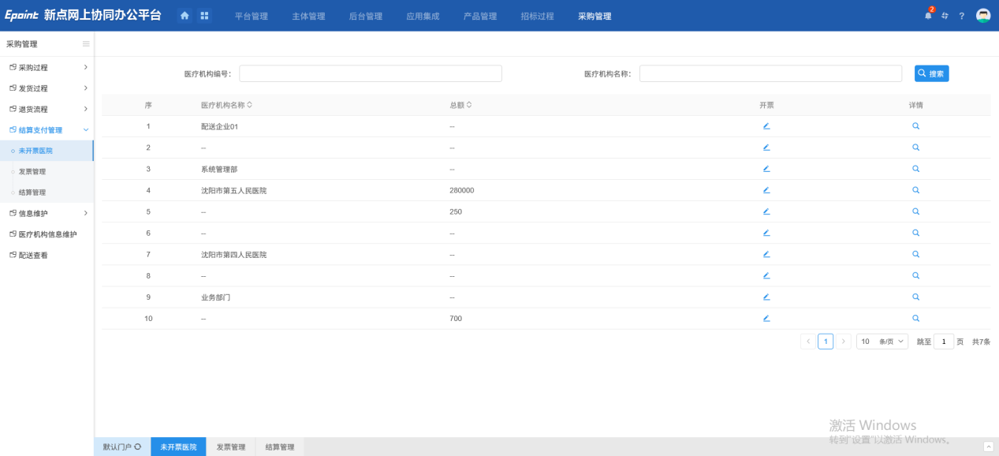 Epoint 新点网上协同办公平台 平台管理 主体管理 后台管理 应用集成 产品管理 招标过程 采购管理 2 ?
采购管理
采购过程
发货过程
退货流程
结算支付管理
未开票医院
发票管理
结算管理
信息维护
医疗机构信息维护
配送查看
医疗机构编号： 医疗机构名称： 搜索
序 医疗机构名称 总额 开票 详情
1 配送企业01 --
2 -- --
3 系统管理部 --
4 沈阳市第五人民医院 280000
5 -- 250
6 -- --
7 沈阳市第四人民医院 --
8 -- --
9 业务部门 --
10 -- 700
1 10 条/页 跳至 1 页 共7条
激活 Windows
转到"设置"以激活 Windows。
默认门户 未开票医院 发票管理 结算管理